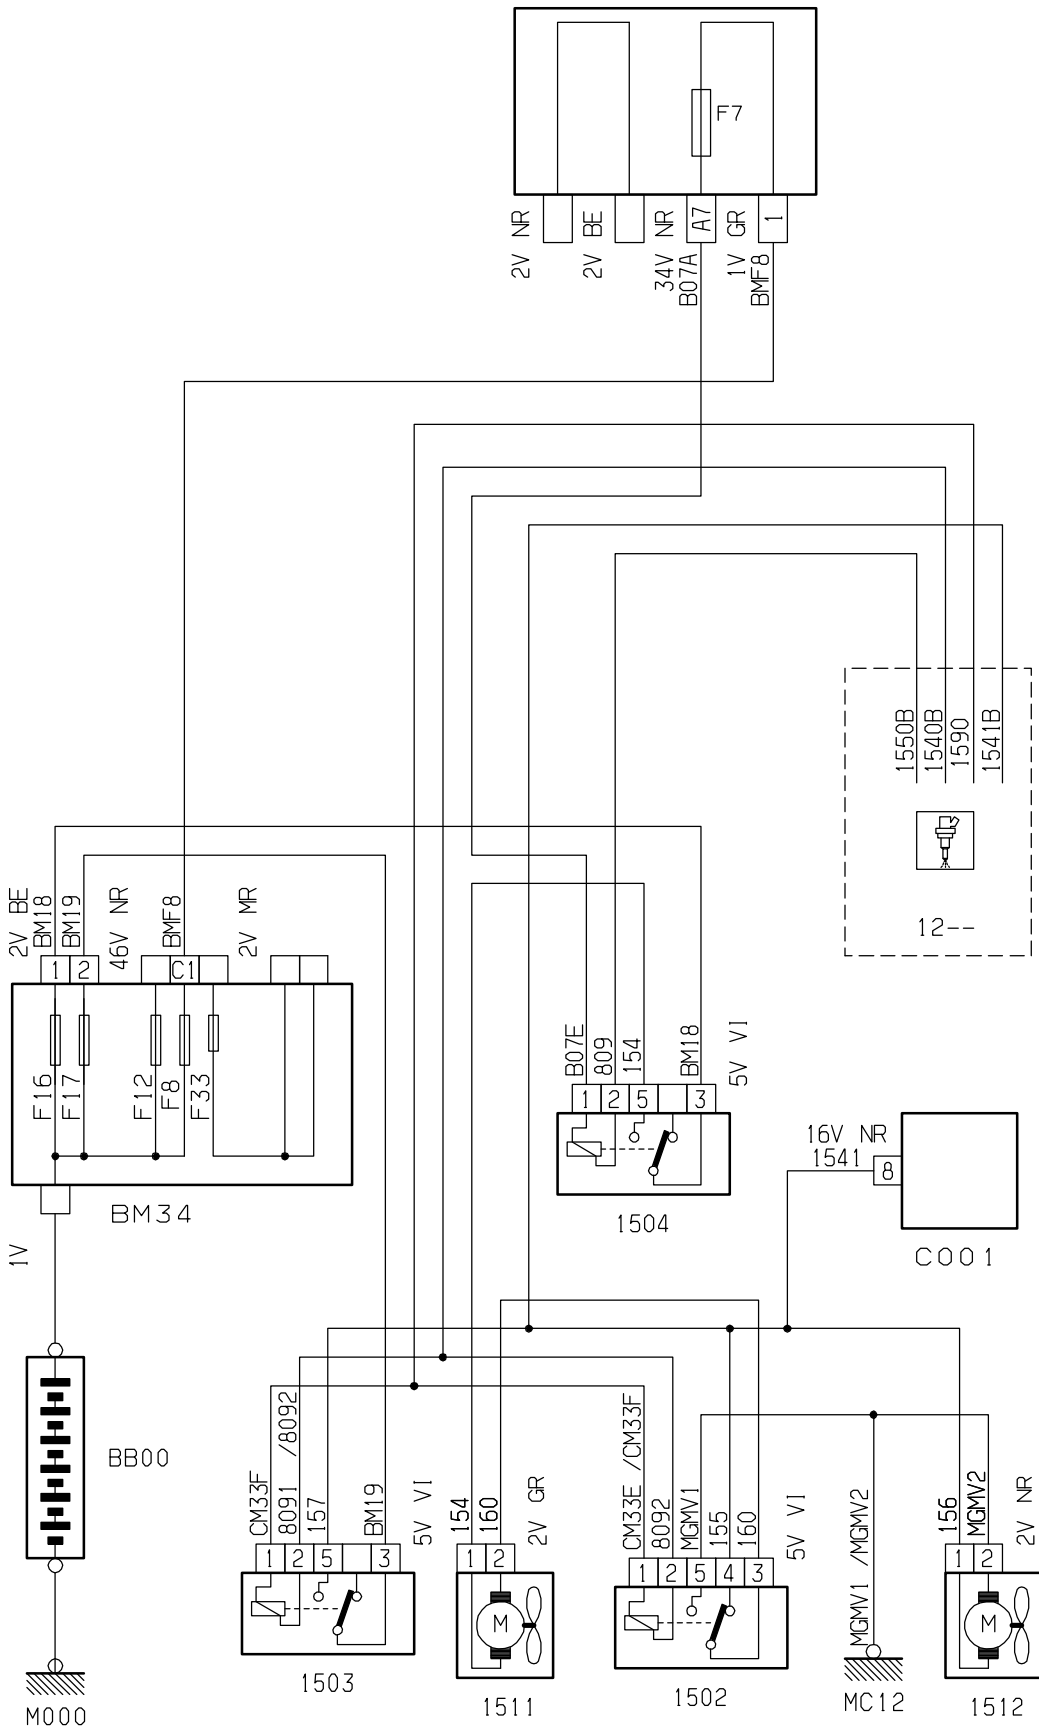 F7
2V NR
2V BE
34V NR
B07A
A7
1V GR
BMF8
1
1550B
1540B
1590
1541B
12--
2V BE
BM18
BM19
46V NR
BMF8
2V MR
1
2
C1
F16
F17
F12
F8
F33
BM34
1V
B07E
809
154
BM18
5V VI
1
2
5
3
1504
16V NR
1541
8
C001
BB00
M000
CM33F
8091 /8092
157
BM19
5V VI
1
2
5
3
1503
154
160
2V GR
1
2
M
1511
CM33E /CM33F
8092
MGMV1
155
160
5V VI
1
2
5
4
3
1502
MGMV1 /MGMV2
MC12
156
MGMV2
2V NR
1
2
M
1512